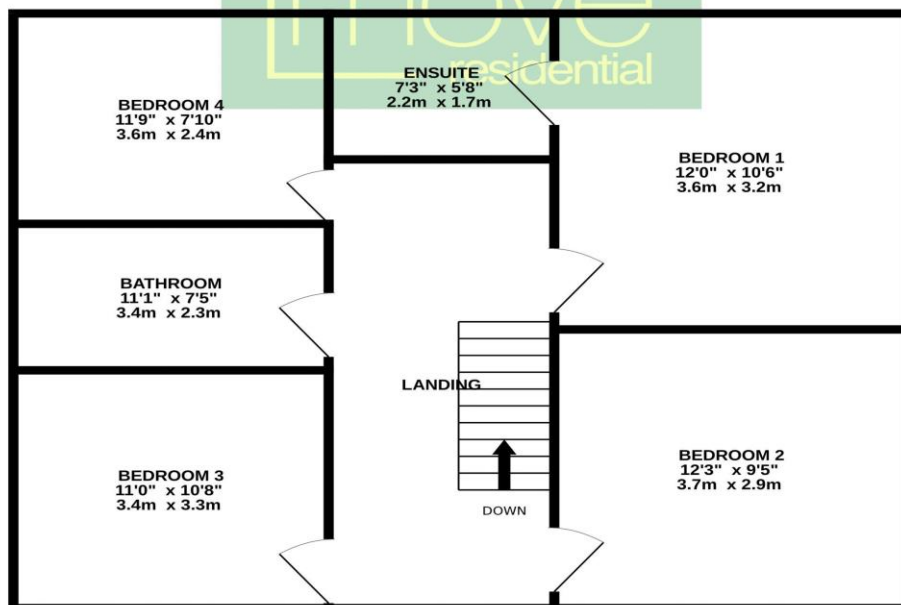 move
residential
ENSUITE
7'3" x 5'8"
2.2m x 1.7m
BEDROOM 4
11'9" x 7'10"
3.6m x 2.4m
BEDROOM 1
12'0" x 10'6"
3.6m x 3.2m
BATHROOM
11'1" x 7'5"
3.4m x 2.3m
LANDING
BEDROOM 3
11'0" x 10'8"
3.4m x 3.3m
BEDROOM 2
12'3" x 9'5"
3.7m x 2.9m
DOWN